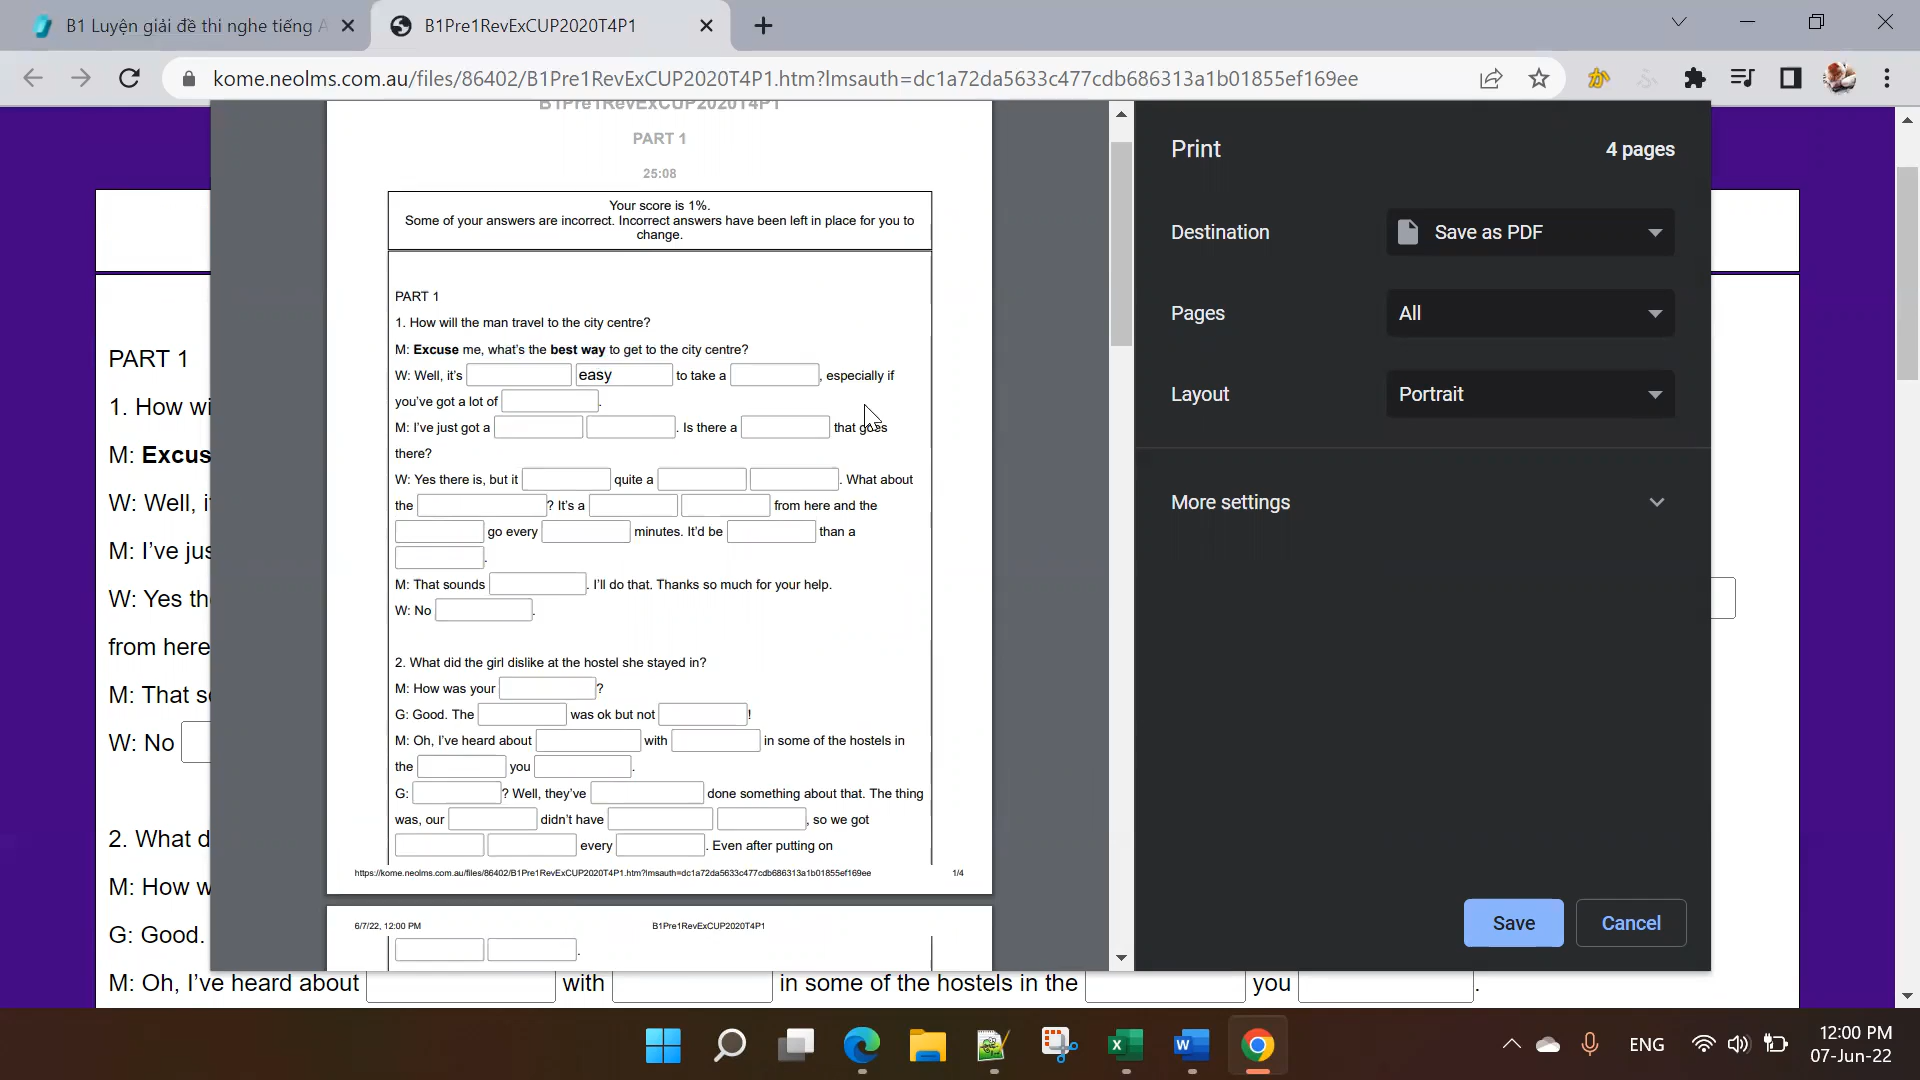 B1 Luyện giải đề thi nghe tiếng A
B1Pre1RevExCUP2020T4P1
kome.neolms.com.au/files/86402/B1Pre1RevExCUP2020T4P1.htm?lmsauth=dc1a72da5633c477cdb686313a1b01855ef169ee
B1Pre1RevExCUP2020T4P1
PART 1
25:08
Your score is 1%.
Some of your answers are incorrect. Incorrect answers have been left in place for you to
change.
PART 1
1. How will the man travel to the city centre?
M: Excuse me, what's the best way to get to the city centre?
W: Well, it's easy to take a , especially if
you've got a lot of .
M: I've just got a . Is there a that goes
there?
W: Yes there is, but it quite a . What about
the ? It's a from here and the
go every minutes. It'd be than a
.
M: That sounds . I'll do that. Thanks so much for your help.
W: No .
2. What did the girl dislike at the hostel she stayed in?
M: How was your ?
G: Good. The was ok but not !
M: Oh, I've heard about with in some of the hostels in
the you .
G: ? Well, they've done something about that. The thing
was, our didn't have , so we got
every . Even after putting on
https://kome.neolms.com.au/files/86402/B1Pre1RevExCUP2020T4P1.htm?lmsauth=dc1a72da5633c477cdb686313a1b01855ef169ee 1/4
6/7/22, 12:00 PM B1Pre1RevExCUP2020T4P1
.
Print 4 pages
Destination Save as PDF
Pages All
Layout Portrait
More settings
Save Cancel
PART 1
1. How wi
M: Excus
W: Well, i
M: I've jus
W: Yes th
from here
M: That s
W: No
2. What d
M: How w
G: Good.
M: Oh, I've heard about with in some of the hostels in the you .
ENG
12:00 PM
07-Jun-22